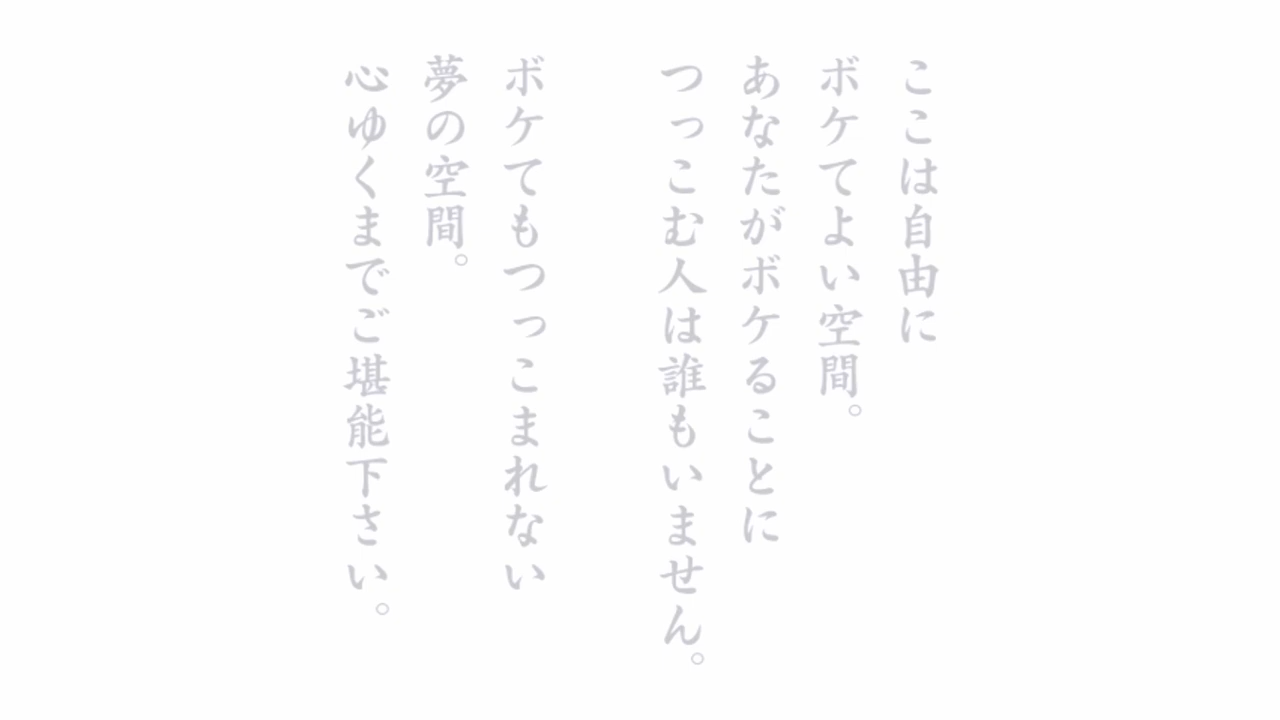 ここは自由に
ボケてよい空間。
あなたがボケることに
つっこむ人は誰もいません。
ボケてもつっこまれない
夢の空間。
心ゆくまでご堪能下さい。